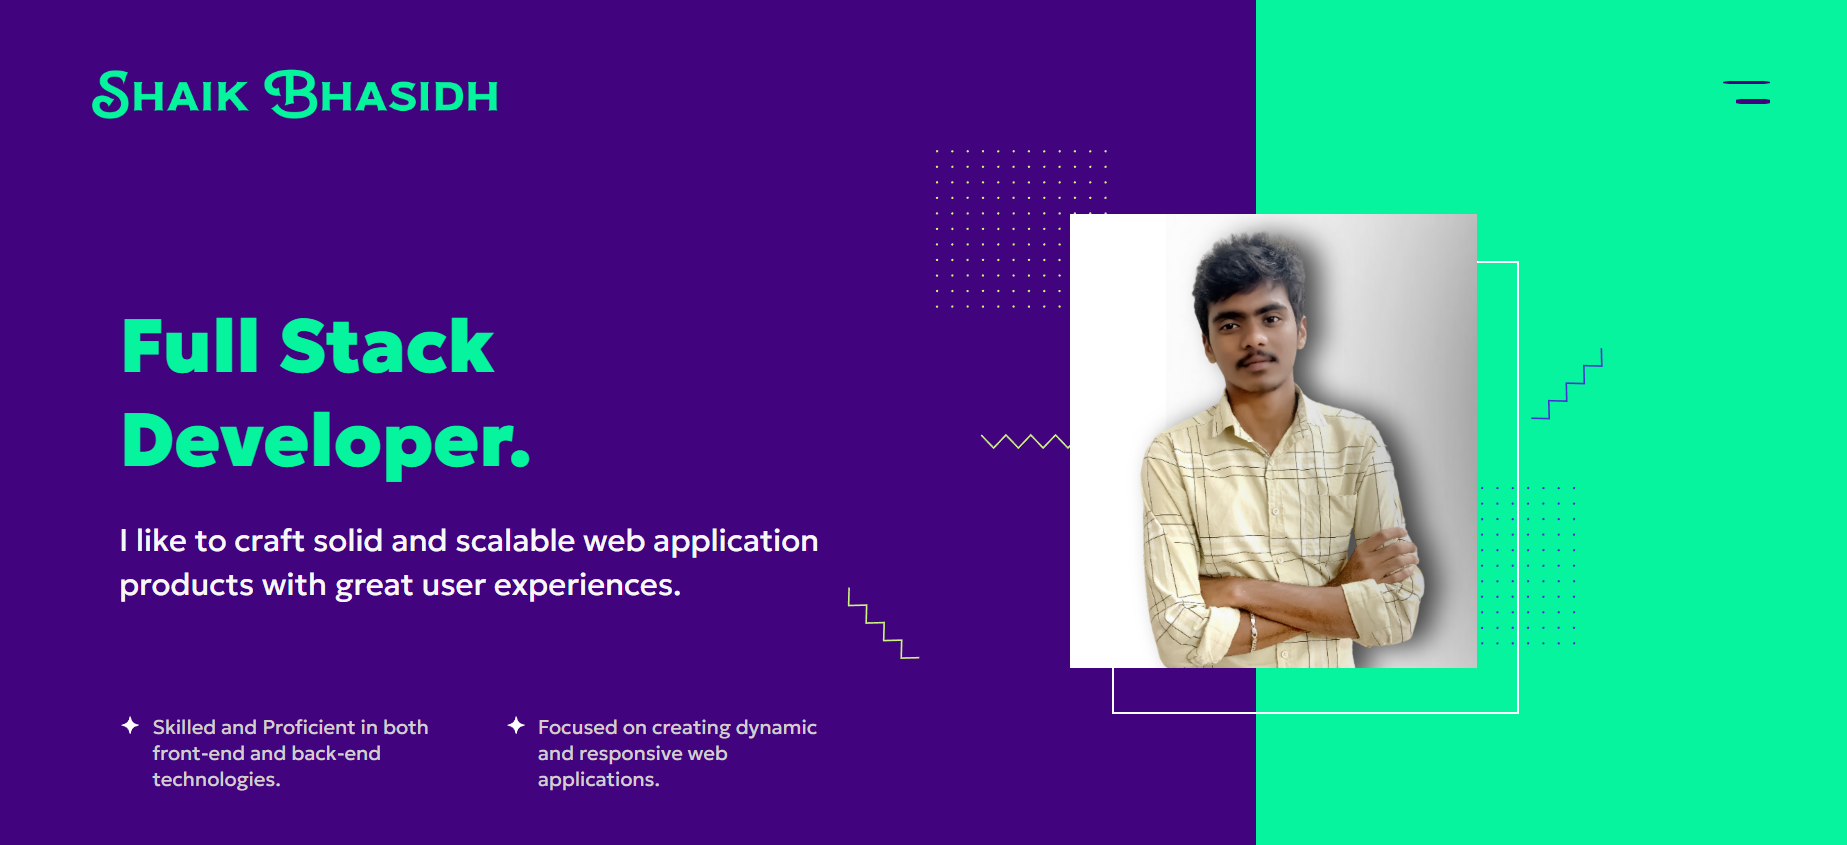 Shaik Bhasidh
Full Stack
Developer.
I like to craft solid and scalable web application
products with great user experiences.
Skilled and Proficient in both
front-end and back-end
technologies.
Focused on creating dynamic
and responsive web
applications.